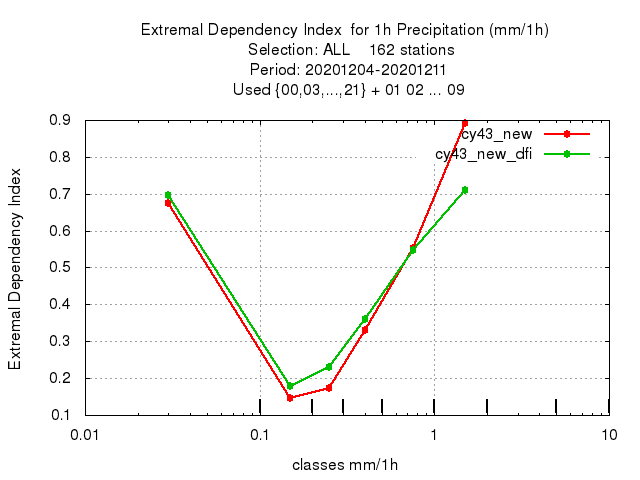 Extremal Dependency Index for 1h Precipitation (mm/1h)
Selection: ALL 162 stations
Period: 20201204-20201211
Used {00,03,...,21} + 01 02 ... 09
cy43_new
cy43_new_dfi
Extremal Dependency Index
0.9
0.8
0.7
0.6
0.5
0.4
0.3
0.2
0.1
0.01
0.1
1
10
classes mm/1h